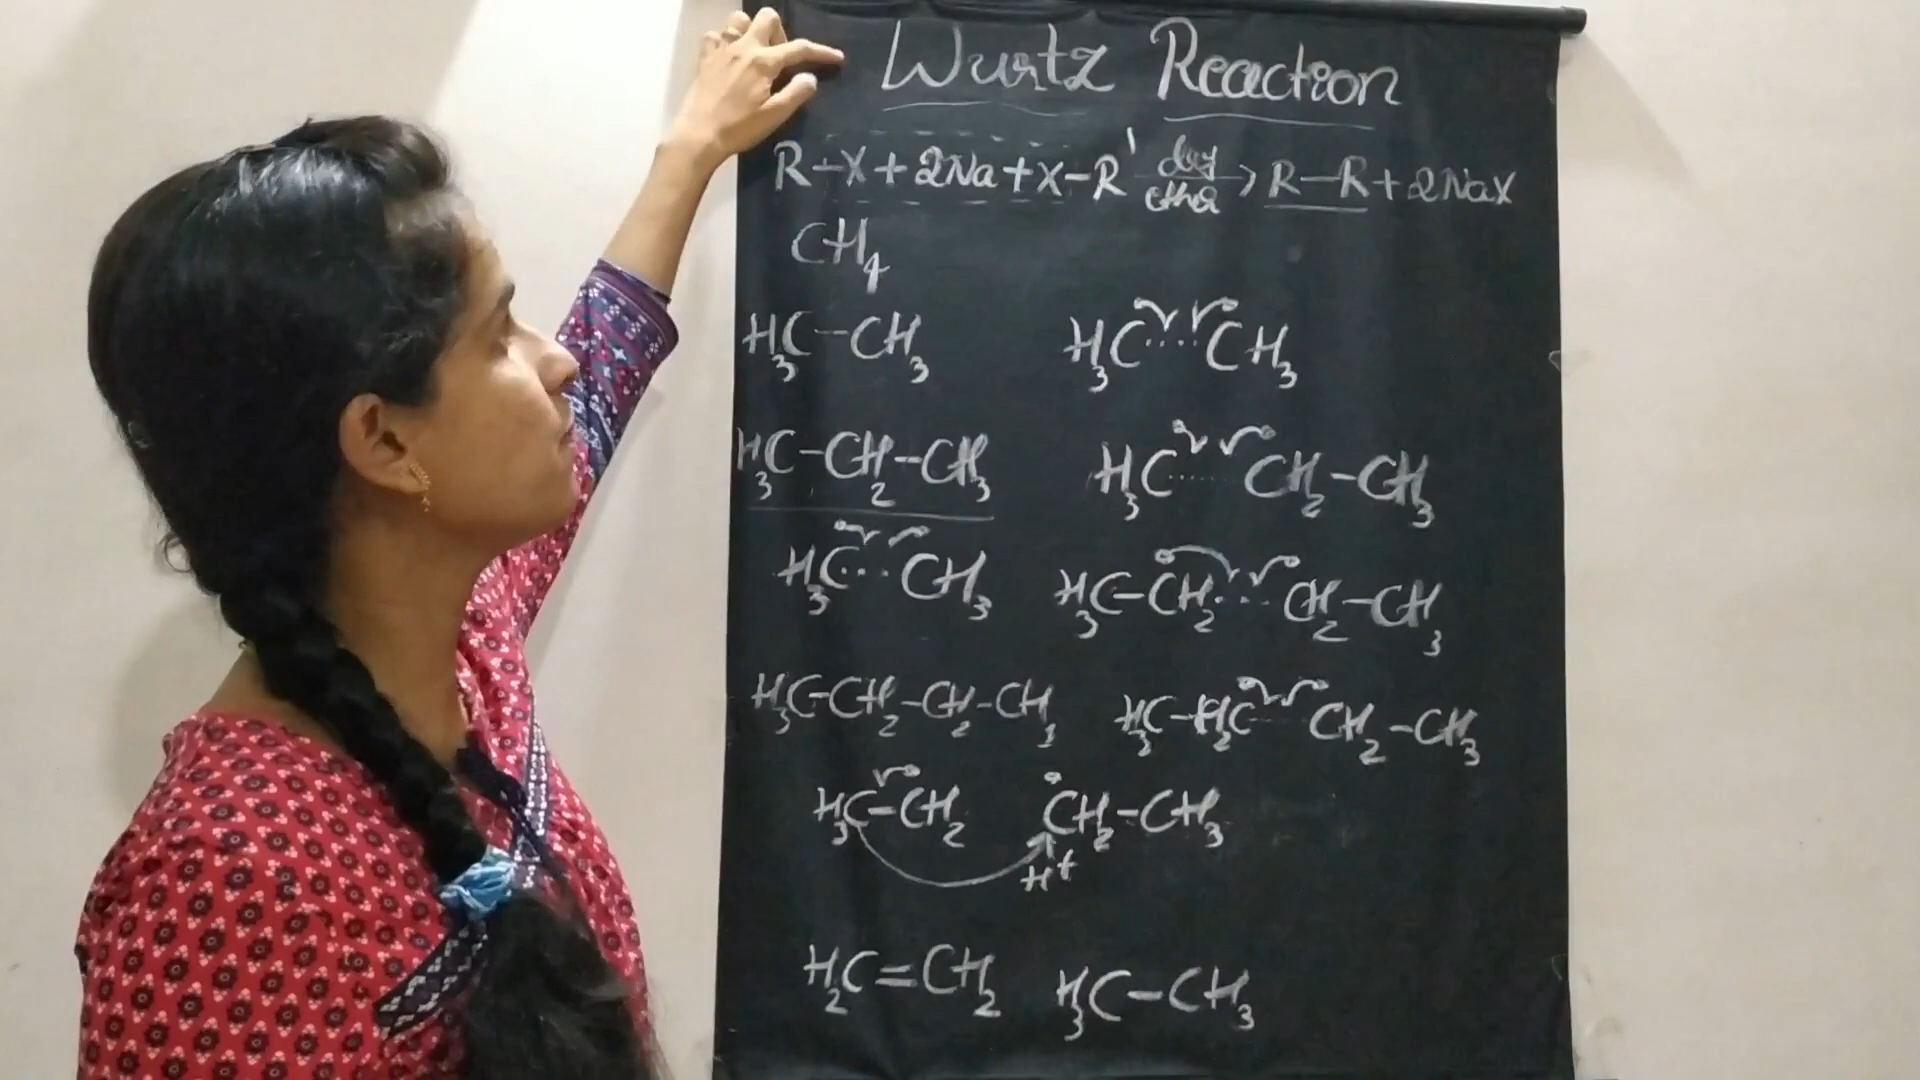 Wurtz Reaction
R-X+2Na+X-R' dry ether > R-R+2NaX
CH4
H3C-CH3 H3C....CH3
H3C-CH2-CH3 H3C.....CH2-CH3
H3C...CH3 H3C-CH2...CH2-CH3
H3C-CH2-CH2-CH3 H3C-H2C....CH2-CH3
H3C-CH2 CH2-CH3
H+
H2C=CH2 H3C-CH3